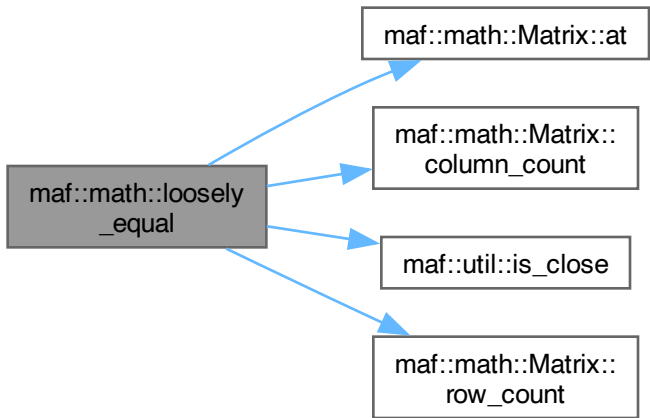 maf::math::Matrix::at
maf::math::Matrix::
column_count
maf::math::loosely
_equal
maf::util::is_close
maf::math::Matrix::
row_count